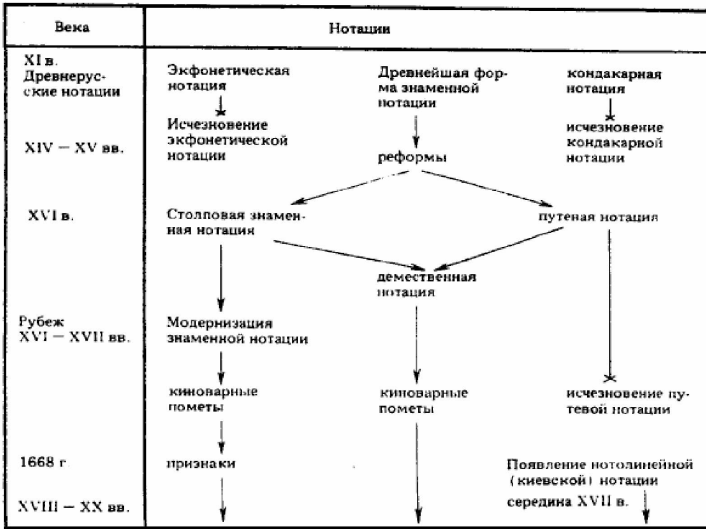 Века
Нотации
XI в.
Древнерус-
ские нотации
Экфонетическая
нотация
Древнейшая фор-
ма знаменной
нотации
кондакарная
нотация
XIV — XV вв.
Исчезновение
экфонетической
нотации
реформы
исчезновение
кондакарной
нотации
XVI в.
Столповая знамен-
ная нотация
путевая нотация
демественная
нотация
Рубеж
XVI — XVII вв.
Модернизация
знаменной нотации
киноварные
пометы
киноварные
пометы
исчезновение пу-
тевой нотации
1668 г
признаки
Появление нотолинейной
(киевской) нотации
середина XVII в.
XVIII — XX вв.